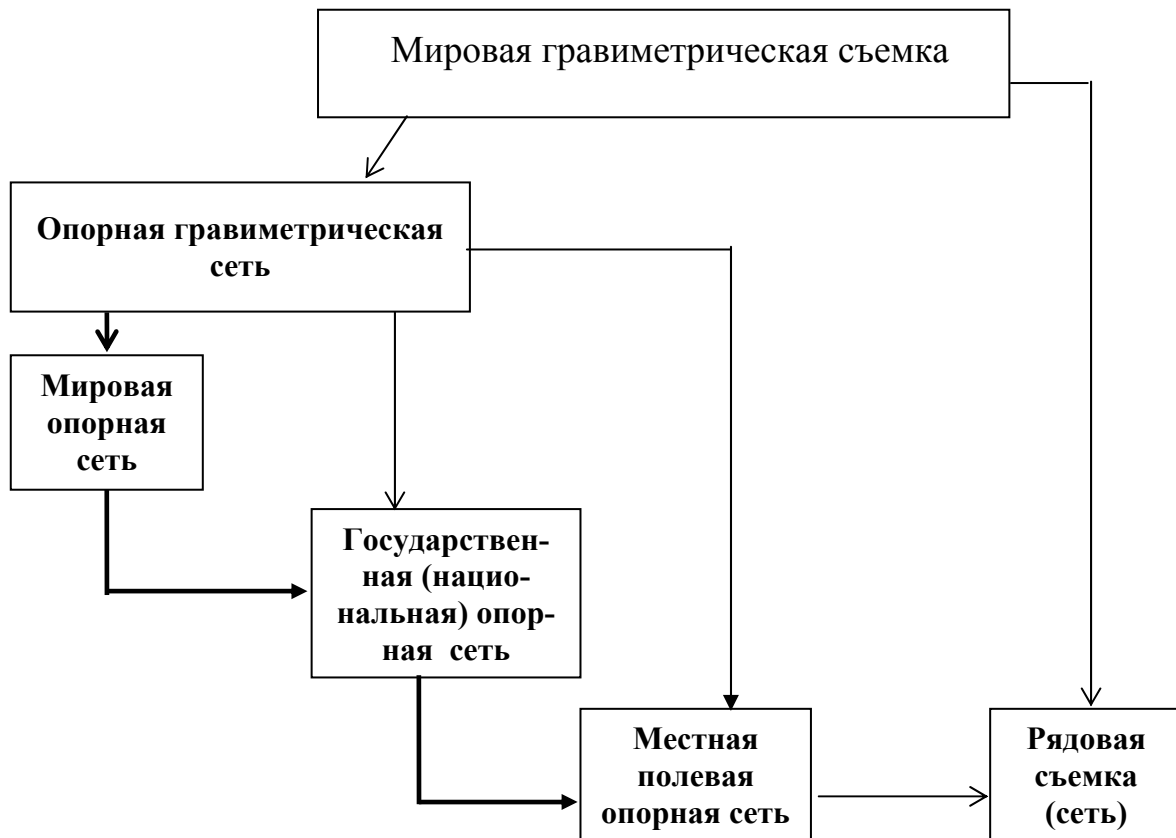 Мировая гравиметрическая съемка
Опорная гравиметрическая
сеть
Мировая
опорная
сеть
Государствен-
ная (нацио-
нальная) опор-
ная сеть
Местная
полевая
опорная сеть
Рядовая
съемка
(сеть)